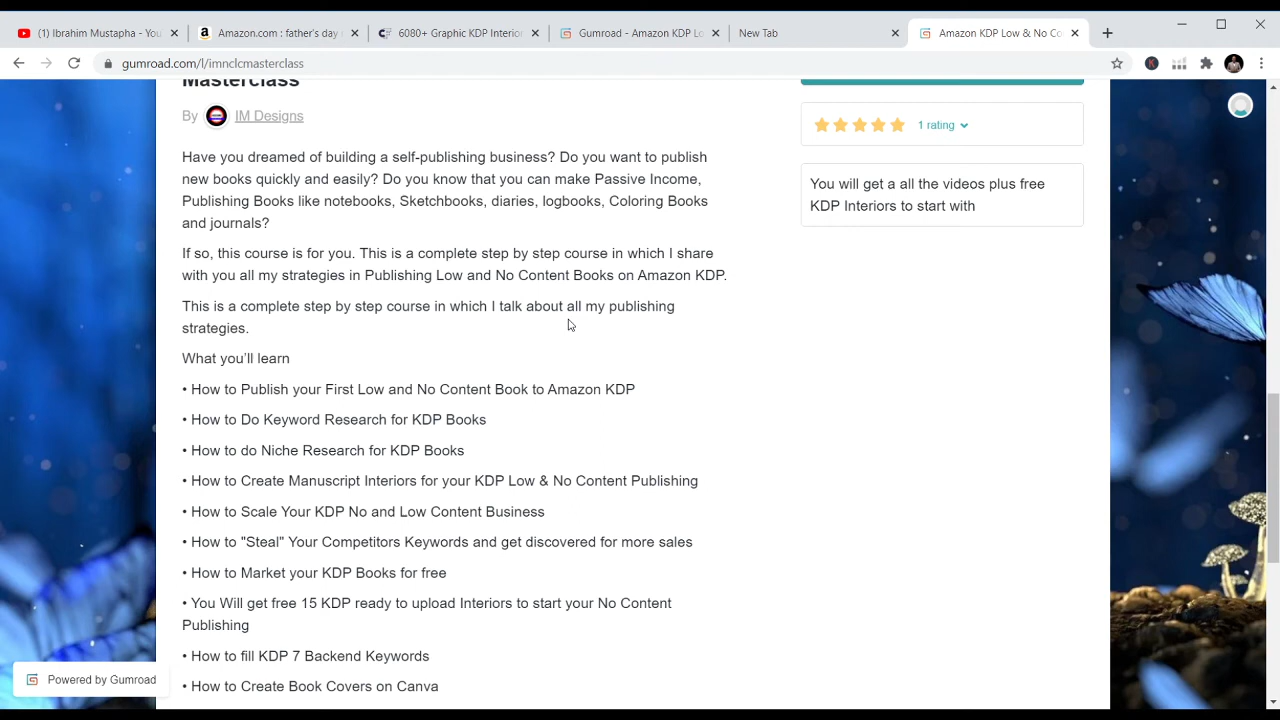 (1) Ibrahim Mustapha - You
Amazon.com : father's day
6080+ Graphic KDP Interior
Gumroad - Amazon KDP Lo
New Tab
Amazon KDP Low & No Co
gumroad.com/l/imnclcmasterclass
Masterclass
By IM Designs
1 rating
You will get a all the videos plus free
KDP Interiors to start with
Have you dreamed of building a self-publishing business? Do you want to publish
new books quickly and easily? Do you know that you can make Passive Income,
Publishing Books like notebooks, Sketchbooks, diaries, logbooks, Coloring Books
and journals?
If so, this course is for you. This is a complete step by step course in which I share
with you all my strategies in Publishing Low and No Content Books on Amazon KDP.
This is a complete step by step course in which I talk about all my publishing
strategies.
What you'll learn
• How to Publish your First Low and No Content Book to Amazon KDP
• How to Do Keyword Research for KDP Books
• How to do Niche Research for KDP Books
• How to Create Manuscript Interiors for your KDP Low & No Content Publishing
• How to Scale Your KDP No and Low Content Business
• How to "Steal" Your Competitors Keywords and get discovered for more sales
• How to Market your KDP Books for free
• You Will get free 15 KDP ready to upload Interiors to start your No Content
Publishing
• How to fill KDP 7 Backend Keywords
• How to Create Book Covers on Canva
Powered by Gumroad